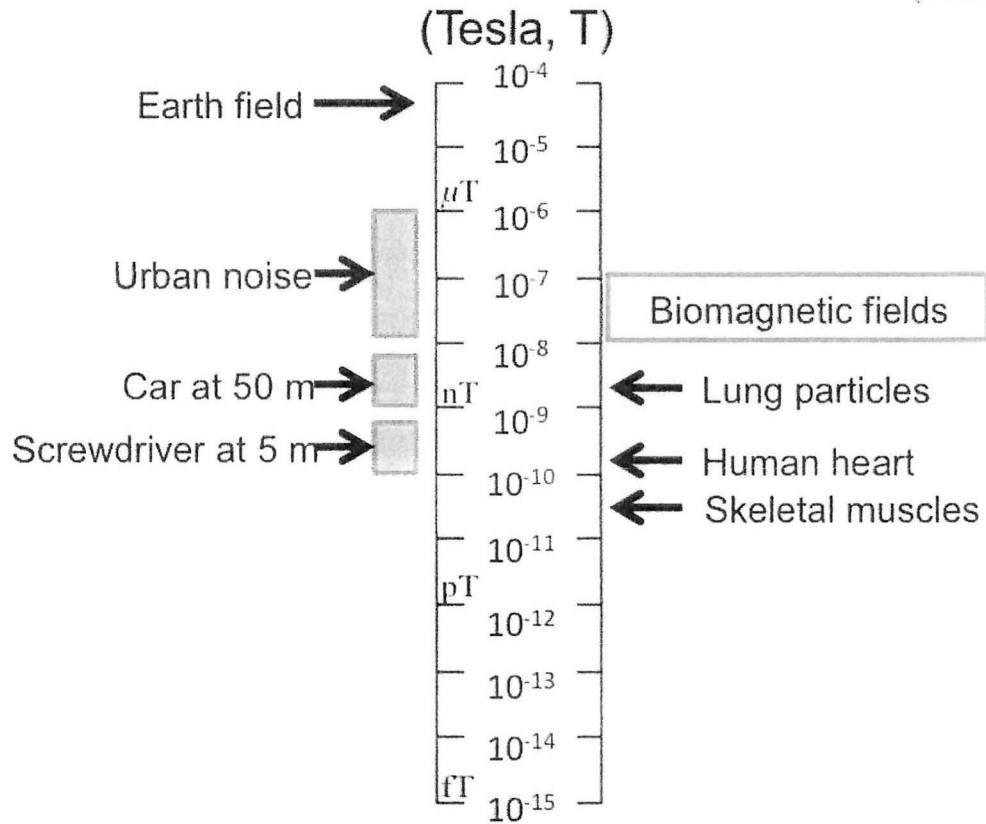 (Tesla, T)
10⁻⁴
Earth field
10⁻⁵
µT
10⁻⁶
Urban noise
10⁻⁷
Biomagnetic fields
10⁻⁸
Car at 50 m
nT
Lung particles
10⁻⁹
Screwdriver at 5 m
Human heart
10⁻¹⁰
Skeletal muscles
10⁻¹¹
pT
10⁻¹²
10⁻¹³
10⁻¹⁴
fT
10⁻¹⁵